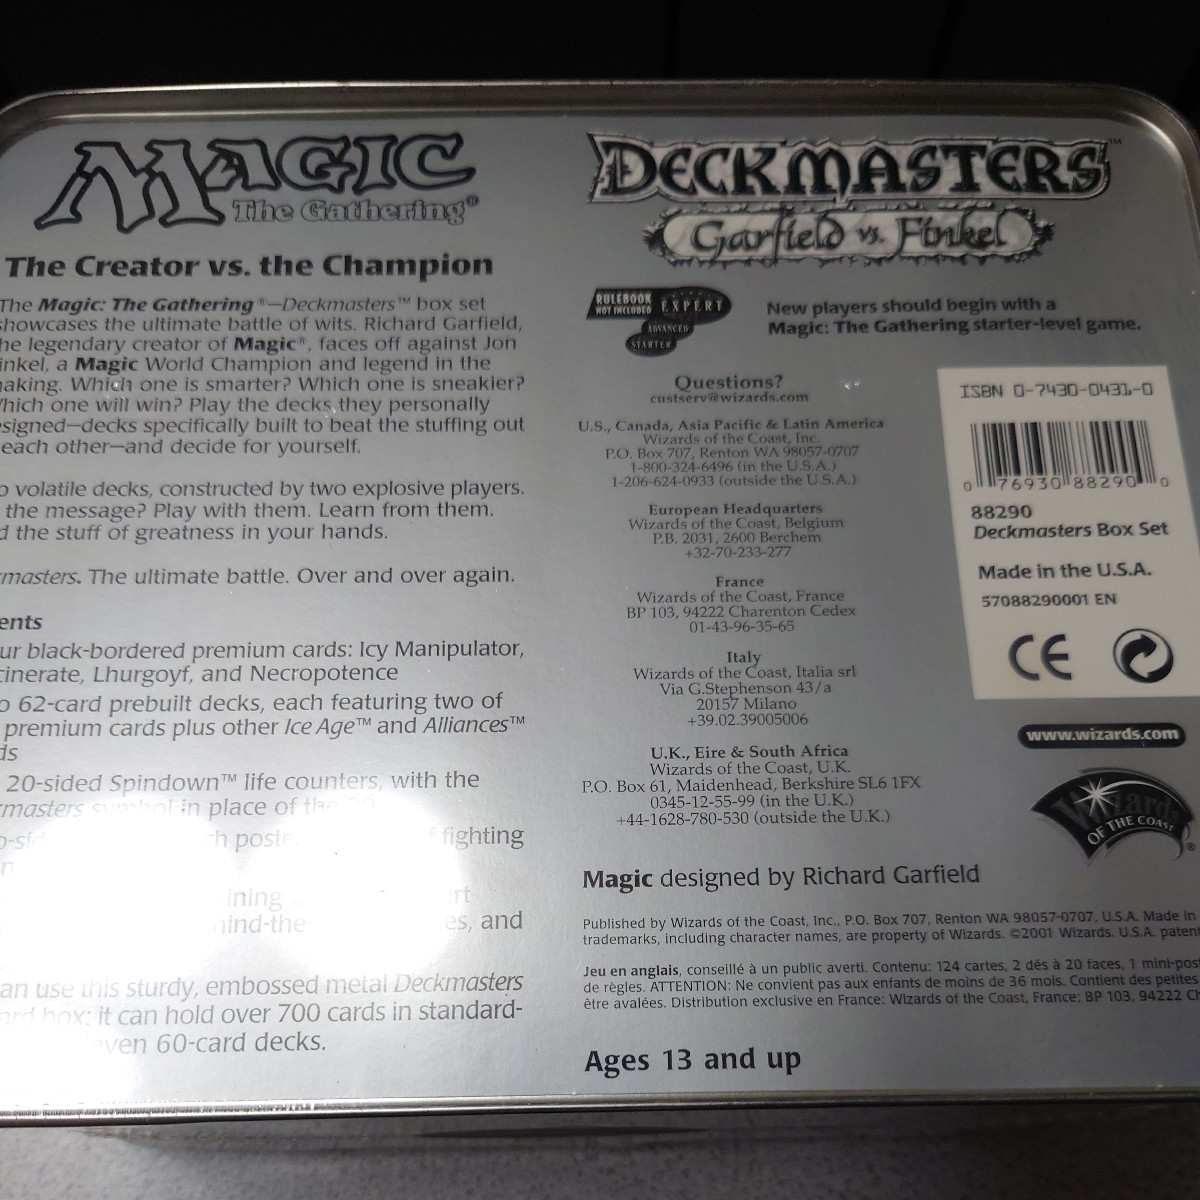 MAGIC
The Gathering®
The Creator vs. the Champion
The Magic: The Gathering®—Deckmasters™ box set
showcases the ultimate battle of wits. Richard Garfield,
he legendary creator of Magic®, faces off against Jon
inkel, a Magic World Champion and legend in the
aking. Which one is smarter? Which one is sneakier?
hich one will win? Play the decks they personally
signed—decks specifically built to beat the stuffing out
each other—and decide for yourself.
o volatile decks, constructed by two explosive players.
the message? Play with them. Learn from them.
d the stuff of greatness in your hands.
masters. The ultimate battle. Over and over again.
ents
ur black-bordered premium cards: Icy Manipulator,
cinerate, Lhurgoyf, and Necropotence
o 62-card prebuilt decks, each featuring two of
premium cards plus other Ice Age™ and Alliances™
ds
20-sided Spindown™ life counters, with the
masters symbol in place of the 20
fighting
ining
rt
es, and
an use this sturdy, embossed metal Deckmasters
ard box: it can hold over 700 cards in standard-
even 60-card decks.
DECKMASTERS™
Garfield vs. Finkel
RULEBOOK
NOT INCLUDED
EXPERT
ADVANCED
STARTER
New players should begin with a
Magic: The Gathering starter-level game.
Questions?
custserv@wizards.com
U.S., Canada, Asia Pacific & Latin America
Wizards of the Coast, Inc.
P.O. Box 707, Renton WA 98057-0707
1-800-324-6496 (in the U.S.A.)
1-206-624-0933 (outside the U.S.A.)
European Headquarters
Wizards of the Coast, Belgium
P.B. 2031, 2600 Berchem
+32-70-233-277
France
Wizards of the Coast, France
BP 103, 94222 Charenton Cedex
01-43-96-35-65
Italy
Wizards of the Coast, Italia srl
Via G.Stephenson 43/a
20157 Milano
+39.02.39005006
U.K., Eire & South Africa
Wizards of the Coast, U.K.
P.O. Box 61, Maidenhead, Berkshire SL6 1FX
0345-12-55-99 (in the U.K.)
+44-1628-780-530 (outside the U.K.)
ISBN 0-7430-0431-0
0 76930 88290 0
88290
Deckmasters Box Set
Made in the U.S.A.
57088290001 EN
CE
www.wizards.com
Wizards
OF THE COAST®
Magic designed by Richard Garfield
Published by Wizards of the Coast, Inc., P.O. Box 707, Renton WA 98057-0707, U.S.A. Made in
trademarks, including character names, are property of Wizards. ©2001 Wizards. U.S.A. patent
Jeu en anglais, conseillé à un public averti. Contenu: 124 cartes, 2 dés à 20 faces, 1 mini-pos
de règles. ATTENTION: Ne convient pas aux enfants de moins de 36 mois. Contient des petites
être avalées. Distribution exclusive en France: Wizards of the Coast, France; BP 103, 94222 Ch
Ages 13 and up